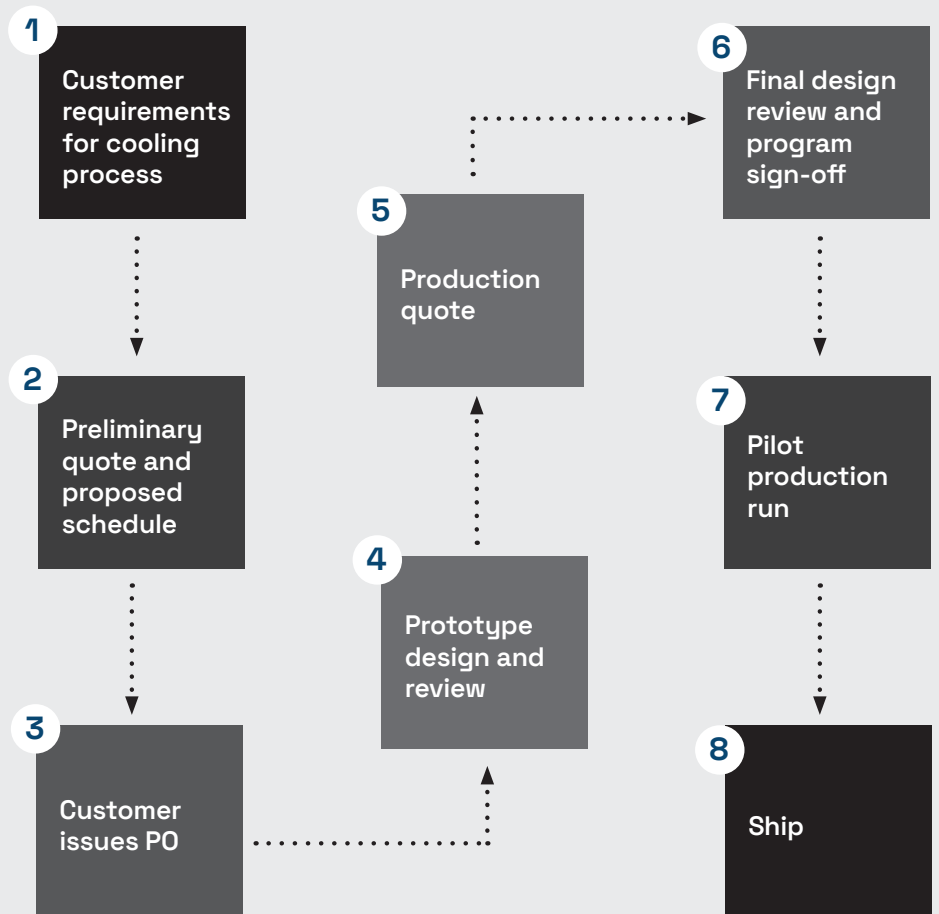 1
Customer
requirements
for cooling
process
2
Preliminary
quote and
proposed
schedule
3
Customer
issues PO
4
Prototype
design and
review
5
Production
quote
6
Final design
review and
program
sign-off
7
Pilot
production
run
8
Ship